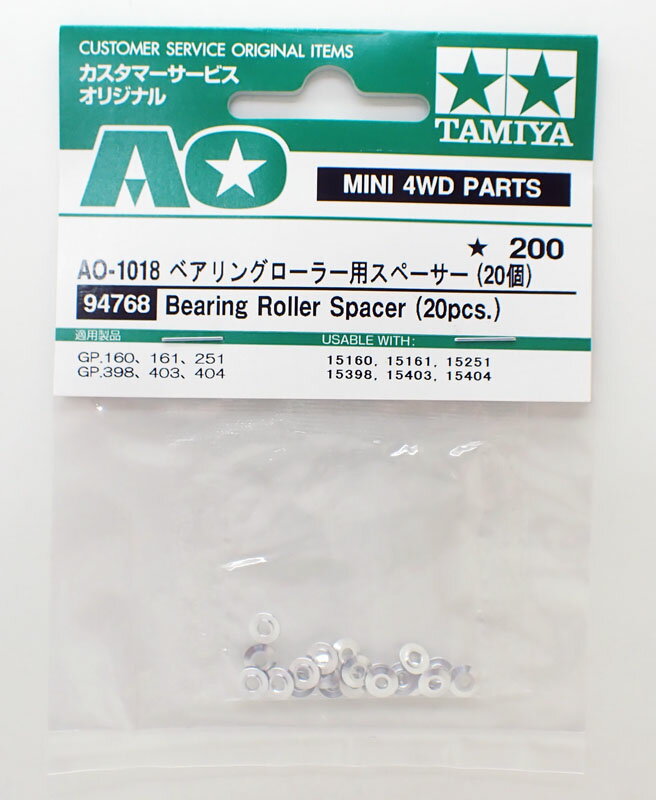 CUSTOMER SERVICE ORIGINAL ITEMS
カスタマーサービス
オリジナル
TAMIYA
AO
MINI 4WD PARTS
★ 200
AO-1018 ベアリングローラー用スペーサー (20個)
94768 Bearing Roller Spacer (20pcs.)
適用製品
GP.160、161、251
GP.398、403、404
USABLE WITH:
15160, 15161, 15251
15398, 15403, 15404